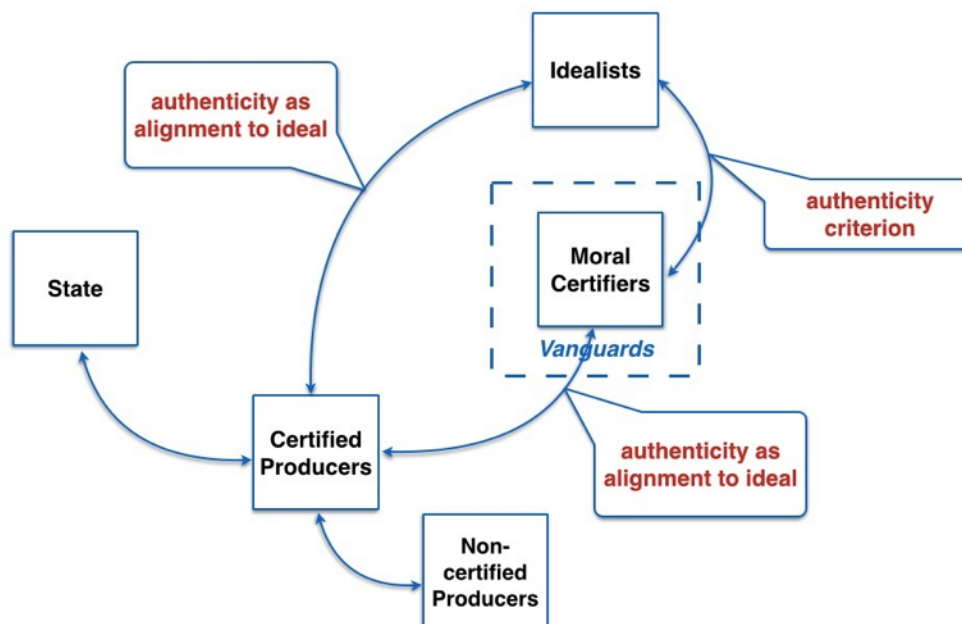 Idealists
authenticity as
alignment to ideal
authenticity
criterion
Moral
Certifiers
State
Vanguards
Certified
Producers
authenticity as
alignment to ideal
Non-
certified
Producers